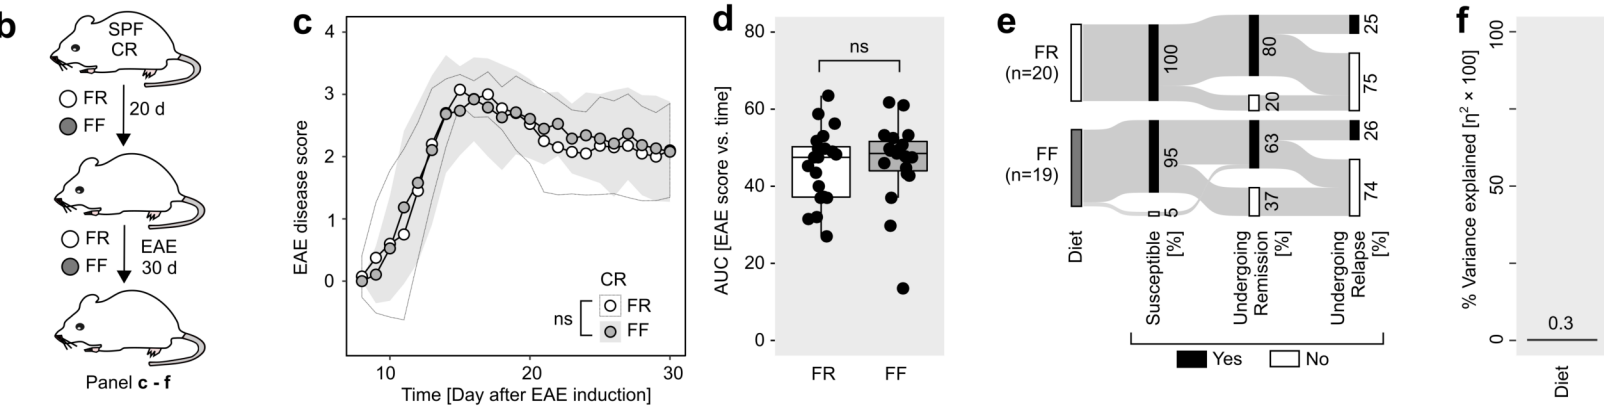 b
SPF
CR
FR
FF
20 d
FR
FF
EAE
30 d
Panel c - f
c
EAE disease score
4
3
2
1
0
10
20
30
Time [Day after EAE induction]
CR
ns
FR
FF
d
AUC [EAE score vs. time]
80
60
40
20
0
ns
FR
FF
e
FR
(n=20)
100
80
20
25
75
FF
(n=19)
95
5
63
37
26
74
Diet
Susceptible
[%]
Undergoing
Remission
[%]
Undergoing
Relapse
[%]
Yes
No
f
% Variance explained [η² × 100]
100
50
0
0.3
Diet